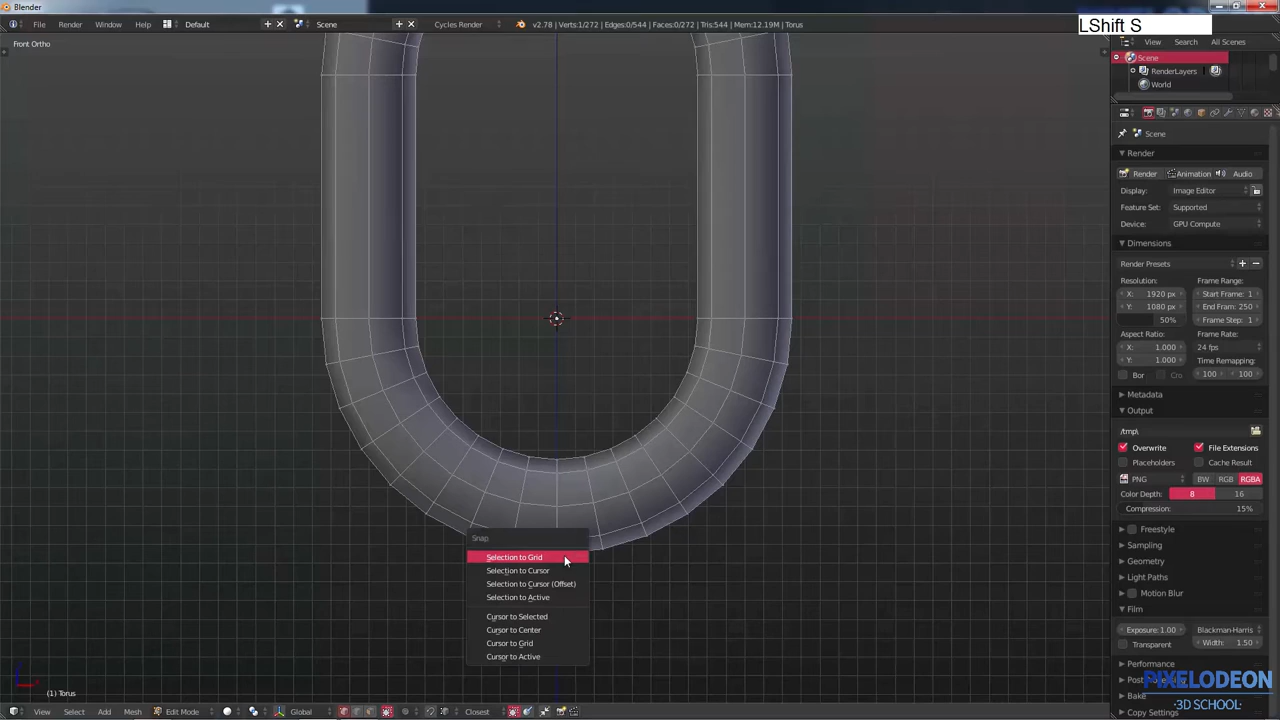 Blender
PIXELODEON
LShift S
File Render Window Help Default Scene Cycles Render v2.78 | Verts:1/272 | Edges:0/544 | Faces:0/272 | Tris:544 | Mem:12.19M | Torus
View Search All Scenes
Front Ortho
Scene
RenderLayers
World
Scene
Render
Render Animation Audio
Display: Image Editor
Feature Set: Supported
Device: GPU Compute
Dimensions
Render Presets
Resolution: Frame Range:
X: 1920 px Start Frame: 1
Y: 1080 px End Fram: 250
50% Frame Step: 1
Aspect Ratio: Frame Rate:
X: 1.000 24 fps
Y: 1.000 Time Remapping:
Bor Cro 100 100
Metadata
Output
/tmp\
Overwrite File Extensions
Placeholders Cache Result
PNG BW RGB RGBA
Color Depth: 8 16
Compression: 15%
Freestyle
Sampling
Geometry
Light Paths
Motion Blur
Film
Exposure: 1.00 Blackman-Harris
Transparent Width: 1.50
Performance
Bake
Copy Settings
Snap
Selection to Grid
Selection to Cursor
Selection to Cursor (Offset)
Selection to Active
Cursor to Selected
Cursor to Center
Cursor to Grid
Cursor to Active
PIXELODEON
·3D SCHOOL·
(1) Torus
View Select Add Mesh Edit Mode Global Closest